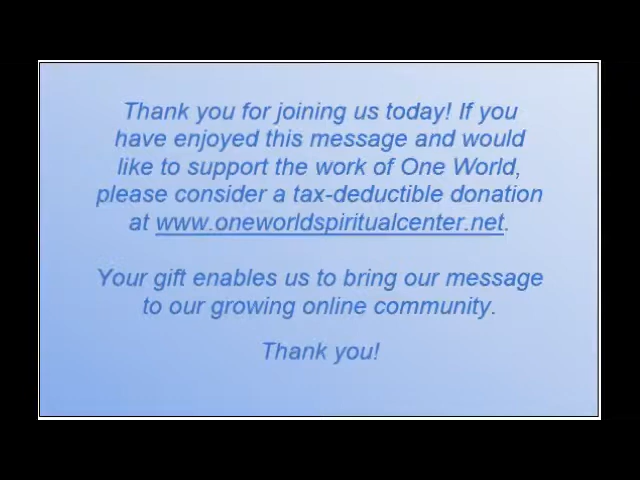 Thank you for joining us today! If you
have enjoyed this message and would
like to support the work of One World,
please consider a tax-deductible donation
at www.oneworldspiritualcenter.net.
Your gift enables us to bring our message
to our growing online community.
Thank you!